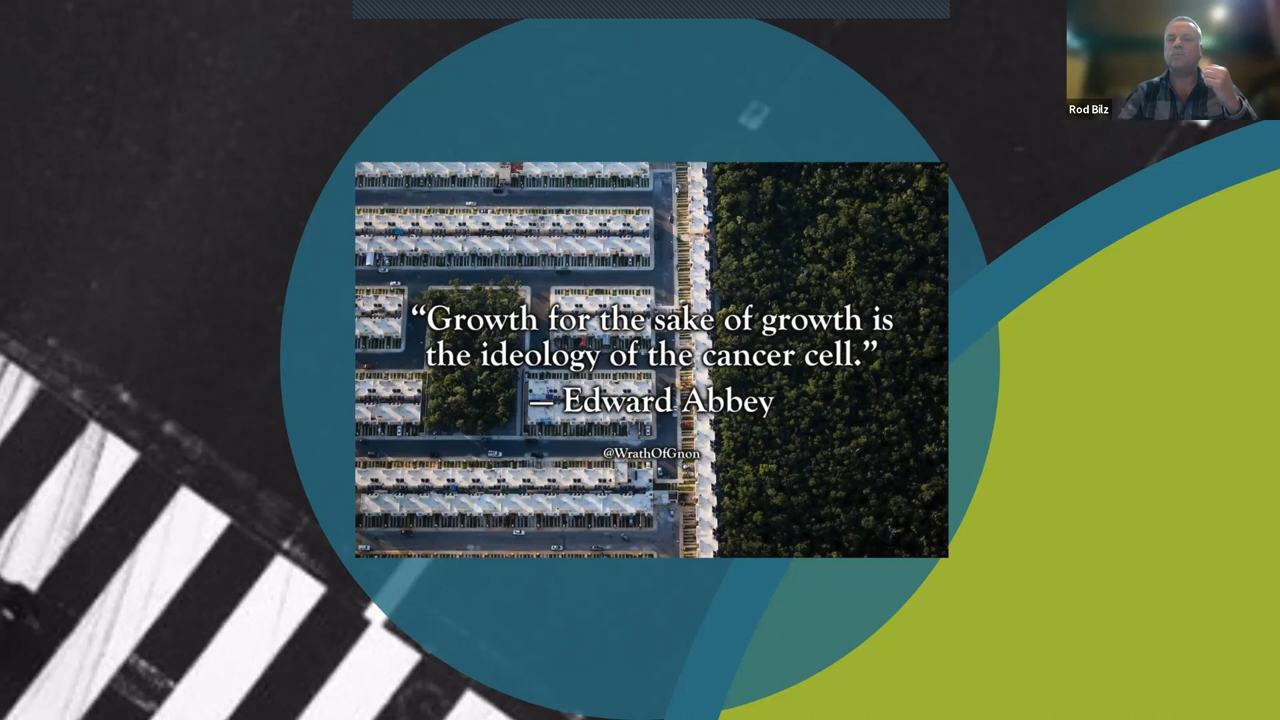 Rod Bilz
“Growth for the sake of growth is
the ideology of the cancer cell.”
— Edward Abbey
@WrathOfGnon